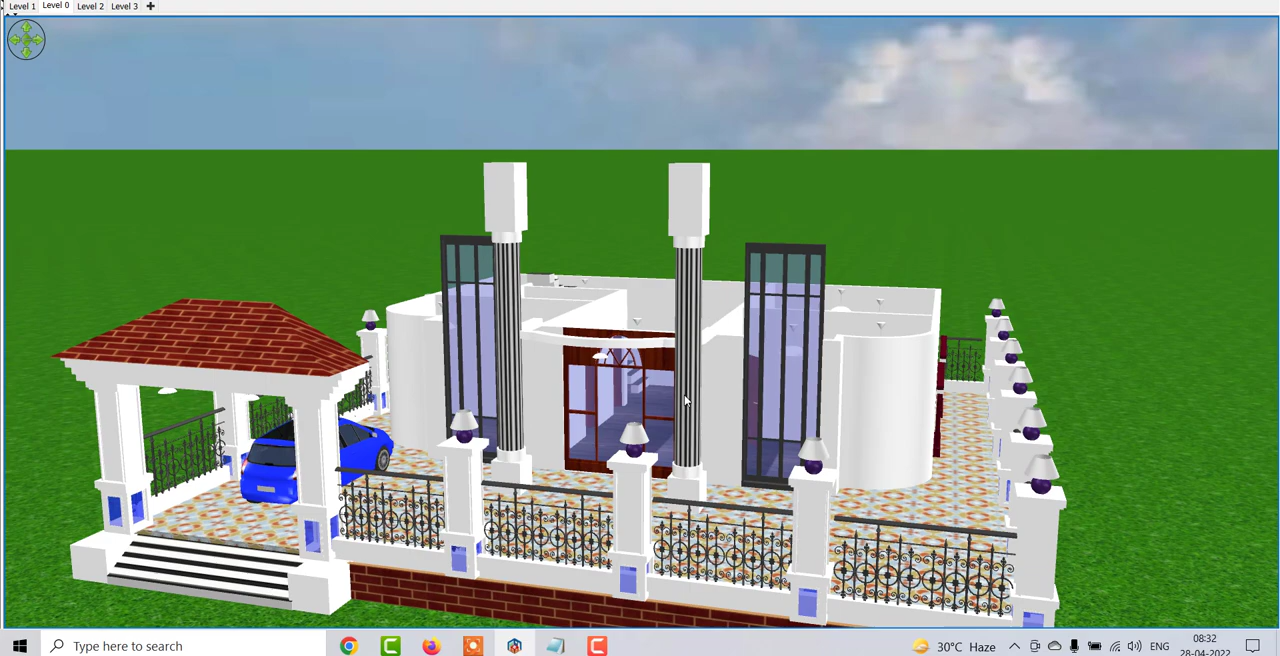 Level 1 Level 0 Level 2 Level 3
Type here to search
30°C Haze
ENG
08:32
28-04-2022